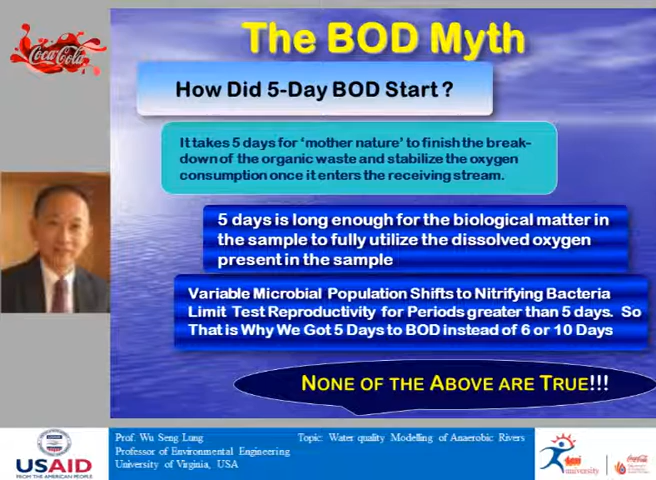 The BOD Myth
Coca-Cola
How Did 5-Day BOD Start ?
It takes 5 days for ‘mother nature’ to finish the break-
down of the organic waste and stabilize the oxygen
consumption once it enters the receiving stream.
5 days is long enough for the biological matter in
the sample to fully utilize the dissolved oxygen
present in the sample
Variable Microbial Population Shifts to Nitrifying Bacteria
Limit Test Reproductivity for Periods greater than 5 days. So
That is Why We Got 5 Days to BOD instead of 6 or 10 Days
NONE OF THE ABOVE ARE TRUE!!!
USAID
FROM THE AMERICAN PEOPLE
Prof. Wu Seng Lung
Professor of Environmental Engineering
University of Virginia, USA
Topic: Water quality Modelling of Anaerobic Rivers
teri
university
Coca-Cola